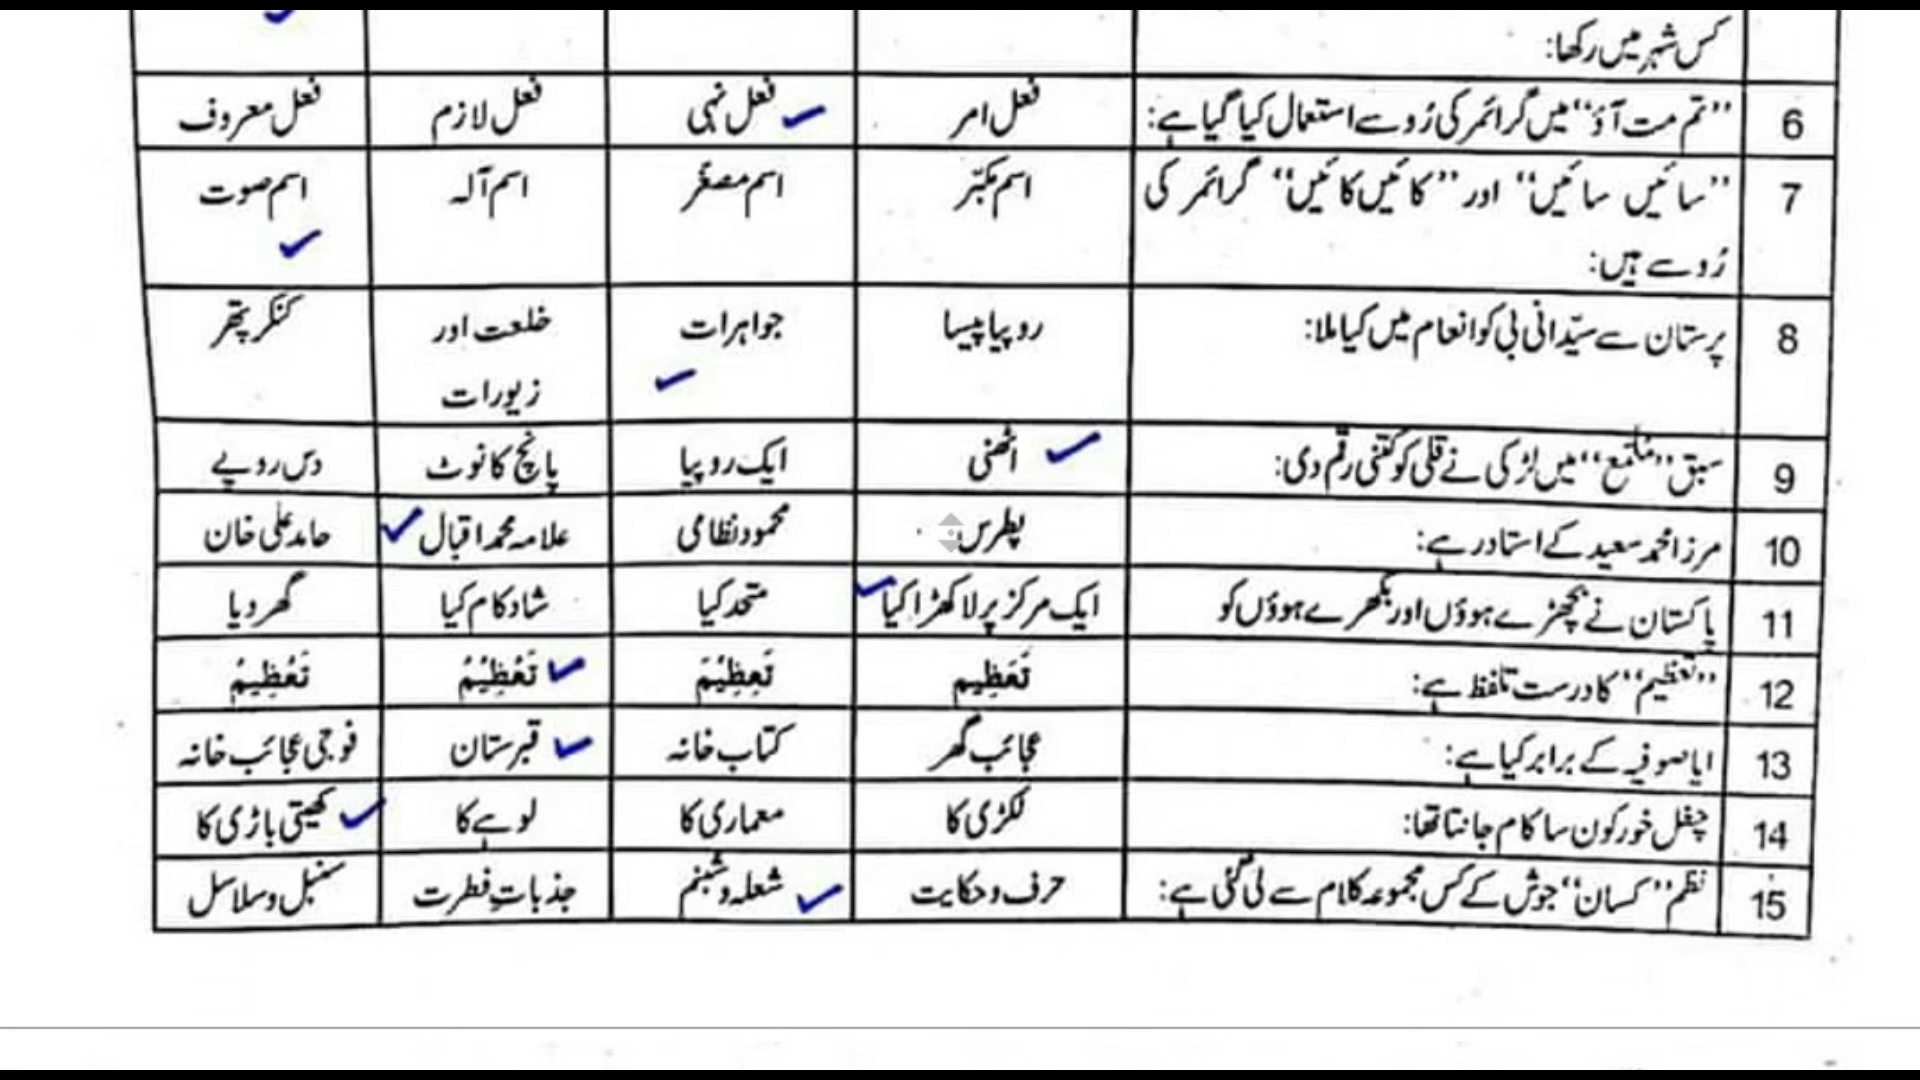 کس شہر میں رکھا:
6 ”تم مت آؤ“ میں گرائمر کی رُو سے استعمال کیا گیا ہے: فعل امر فعل نہی فعل لازم فعل معروف
7 ”سائیں سائیں“ اور ”کائیں کائیں“ گرائمر کی اسم مکبّر اسم مصغّر اسم آلہ اسم صوت
رُو سے ہیں:
8 پرستان سے سیّدانی بی کو انعام میں کیا ملا: روپیا پیسا جواہرات خلعت اور کنکر پتھر
زیورات
9 سبق ”ملمع“ میں لڑکی نے قلی کو کتنی رقم دی: اٹھنی ایک روپیا پانچ کا نوٹ دس روپے
10 مرزا محمد سعید کے استاد رہے: پطرس محمود نظامی علامہ محمد اقبال حامد علی خان
11 پاکستان نے بچھڑے ہوؤں اور بکھرے ہوؤں کو ایک مرکز پر لا کھڑا کیا متحد کیا شاد کام کیا گھر دیا
12 ”تعظیم“ کا درست تلفظ ہے: تَعَظِیم تَعِظِیْمَ تَعْظِیْمُ تَعُظِیمُ
13 ایا صوفیہ کے برابر کیا ہے: عجائب گھر کتاب خانہ قبرستان فوجی عجائب خانہ
14 چغل خور کون سا کام جانتا تھا: لکڑی کا معماری کا لوہے کا کھیتی باڑی کا
15 نظم ”کسان“ جوش کے کس مجموعہ کلام سے لی گئی ہے: حرف و حکایت شعلہ و شبنم جذباتِ فطرت سنبل و سلاسل